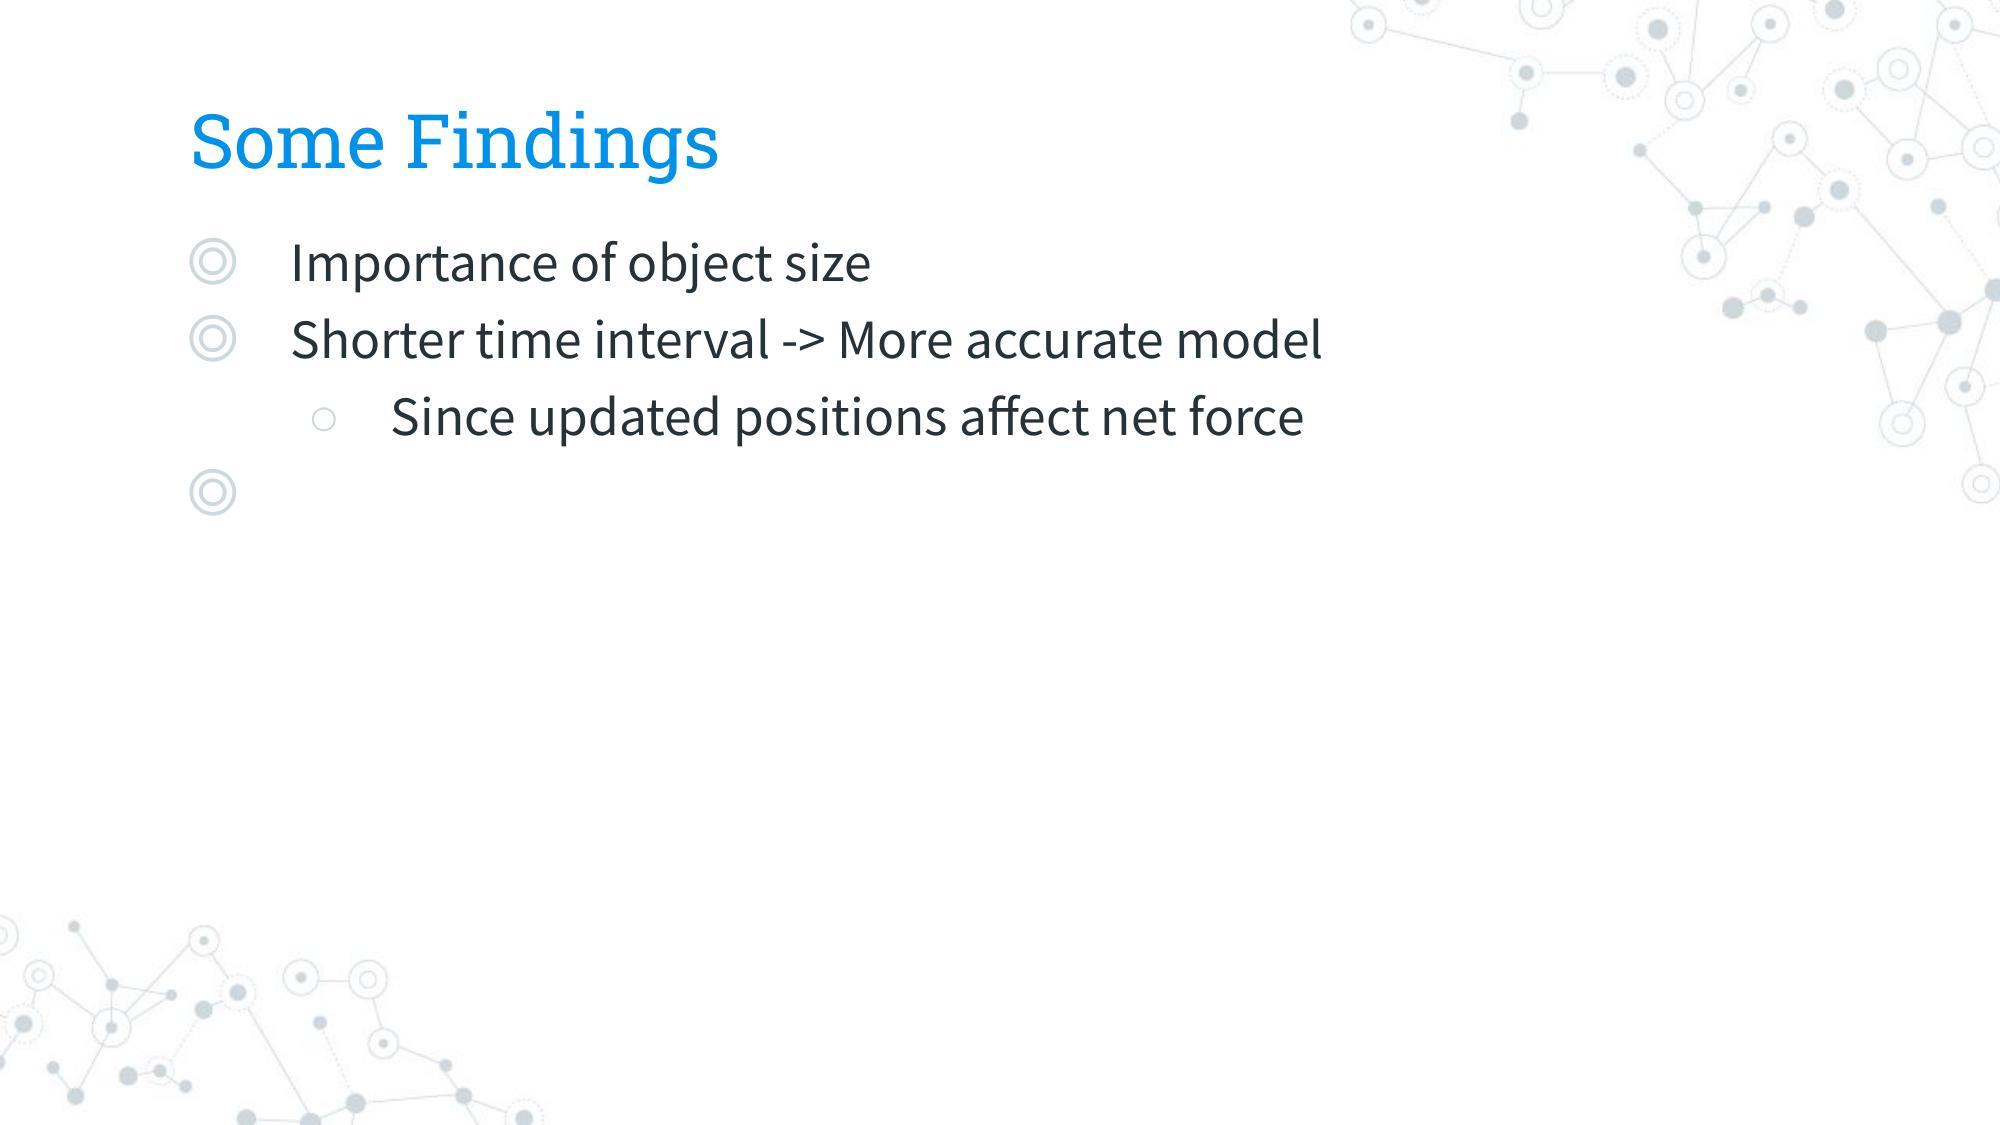 Some Findings
Importance of object size
Shorter time interval -> More accurate model
Since updated positions affect net force